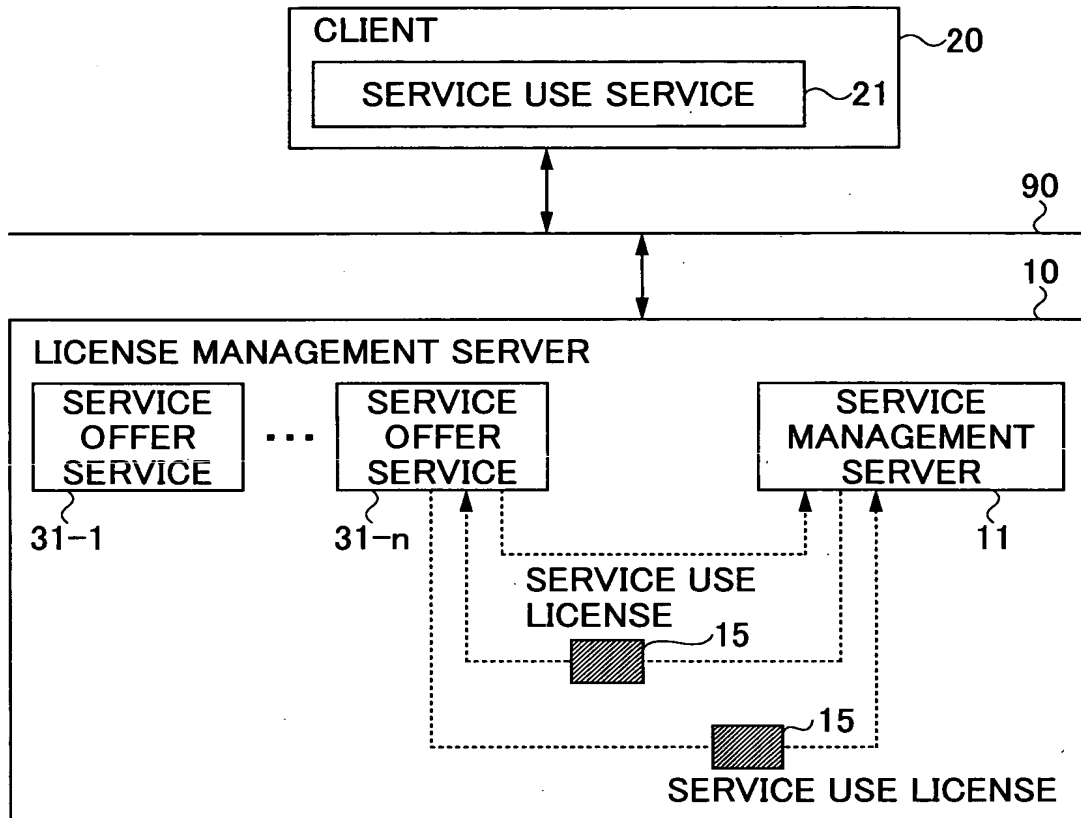 CLIENT
20
SERVICE USE SERVICE
21
90
10
LICENSE MANAGEMENT SERVER
SERVICE
OFFER
SERVICE
...
SERVICE
OFFER
SERVICE
SERVICE
MANAGEMENT
SERVER
31-1
31-n
11
SERVICE USE
LICENSE
15
15
SERVICE USE LICENSE